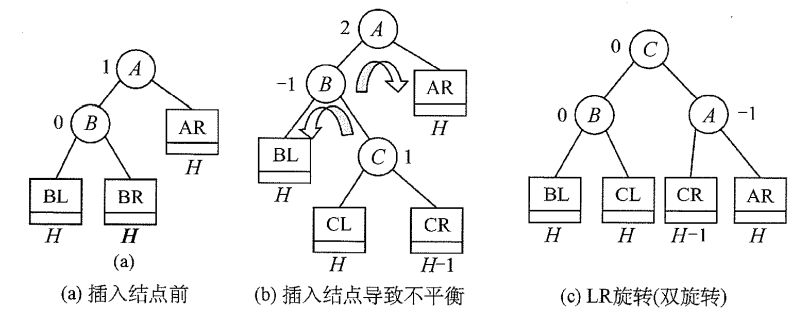 1 A
0 B
AR
H
BL BR
H H
(a)
(a) 插入结点前
2 A
-1 B
AR
H
BL
H
C 1
CL CR
H H-1
(b) 插入结点导致不平衡
0 C
0 B A -1
BL CL CR AR
H H H-1 H
(c) LR旋转(双旋转)